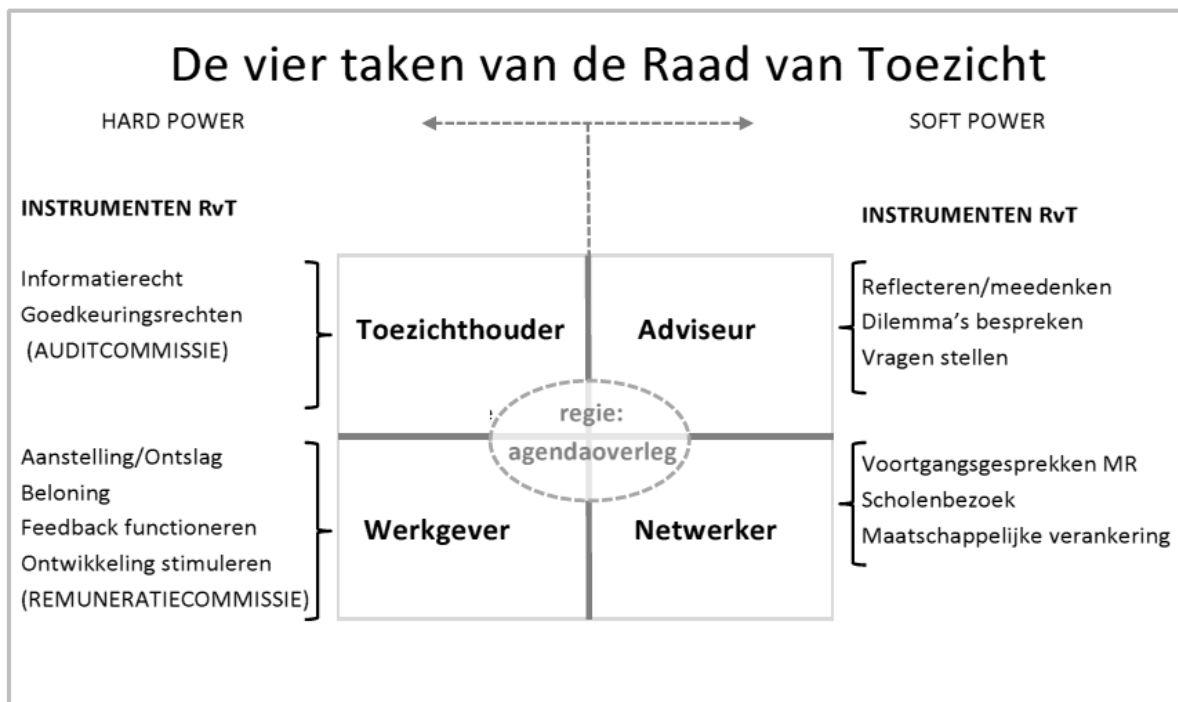 De vier taken van de Raad van Toezicht
HARD POWER
SOFT POWER
INSTRUMENTEN RvT
Informatierecht
Goedkeuringsrechten
(AUDITCOMMISSIE)
Aanstelling/Ontslag
Beloning
Feedback functioneren
Ontwikkeling stimuleren
(REMUNERATIECOMMISSIE)
Toezichthouder
Adviseur
regie:
agendaoverleg
Werkgever
Netwerker
INSTRUMENTEN RvT
Reflecteren/meedenken
Dilemma's bespreken
Vragen stellen
Voortgangsgesprekken MR
Scholenbezoek
Maatschappelijke verankering